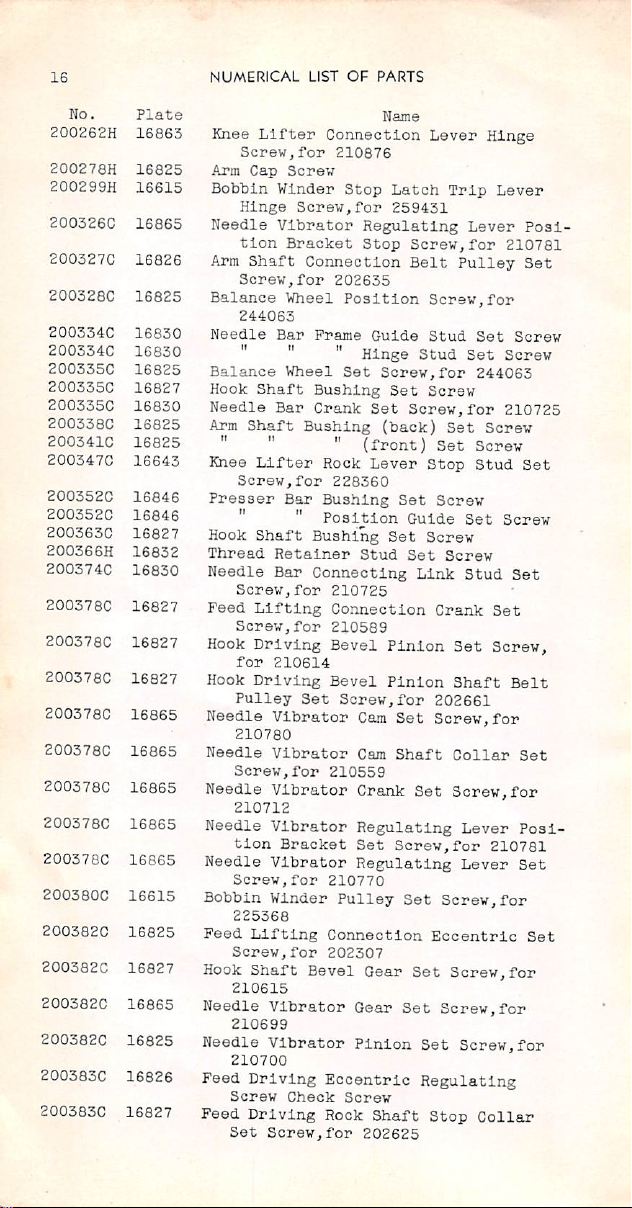 16 NUMERICAL LIST OF PARTS
No. Plate Name
200262H 16863 Knee Lifter Connection Lever Hinge
Screw,for 210876
200278H 16825 Arm Cap Screw
200299H 16615 Bobbin Winder Stop Latch Trip Lever
Hinge Screw,for 259431
200326C 16865 Needle Vibrator Regulating Lever Posi-
tion Bracket Stop Screw,for 210781
200327C 16826 Arm Shaft Connection Belt Pulley Set
Screw,for 202635
200328C 16825 Balance Wheel Position Screw,for
244063
200334C 16830 Needle Bar Frame Guide Stud Set Screw
200334C 16830 " " " Hinge Stud Set Screw
200335C 16825 Balance Wheel Set Screw,for 244063
200335C 16827 Hook Shaft Bushing Set Screw
200335C 16830 Needle Bar Crank Set Screw,for 210725
200338C 16825 Arm Shaft Bushing (back) Set Screw
200341C 16825 " " " (front) Set Screw
200347C 16643 Knee Lifter Rock Lever Stop Stud Set
Screw,for 228360
200352C 16846 Presser Bar Bushing Set Screw
200352C 16846 " " Position Guide Set Screw
200363C 16827 Hook Shaft Bushing Set Screw
200366H 16832 Thread Retainer Stud Set Screw
200374C 16830 Needle Bar Connecting Link Stud Set
Screw,for 210725
200378C 16827 Feed Lifting Connection Crank Set
Screw,for 210589
200378C 16827 Hook Driving Bevel Pinion Set Screw,
for 210614
200378C 16827 Hook Driving Bevel Pinion Shaft Belt
Pulley Set Screw,for 202661
200378C 16865 Needle Vibrator Cam Set Screw,for
210780
200378C 16865 Needle Vibrator Cam Shaft Collar Set
Screw,for 210559
200378C 16865 Needle Vibrator Crank Set Screw,for
210712
200378C 16865 Needle Vibrator Regulating Lever Posi-
tion Bracket Set Screw,for 210781
200378C 16865 Needle Vibrator Regulating Lever Set
Screw,for 210770
200380C 16615 Bobbin Winder Pulley Set Screw,for
225368
200382C 16825 Feed Lifting Connection Eccentric Set
Screw,for 202307
200382C 16827 Hook Shaft Bevel Gear Set Screw,for
210615
200382C 16865 Needle Vibrator Gear Set Screw,for
210699
200382C 16825 Needle Vibrator Pinion Set Screw,for
210700
200383C 16826 Feed Driving Eccentric Regulating
Screw Check Screw
200383C 16827 Feed Driving Rock Shaft Stop Collar
Set Screw,for 202625